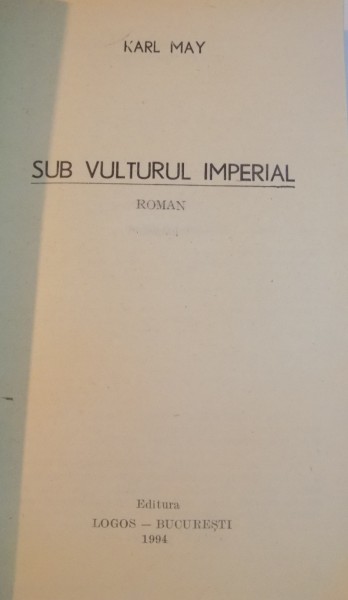 KARL MAY
SUB VULTURUL IMPERIAL
ROMAN
Editura
LOGOS — BUCUREȘTI
1994